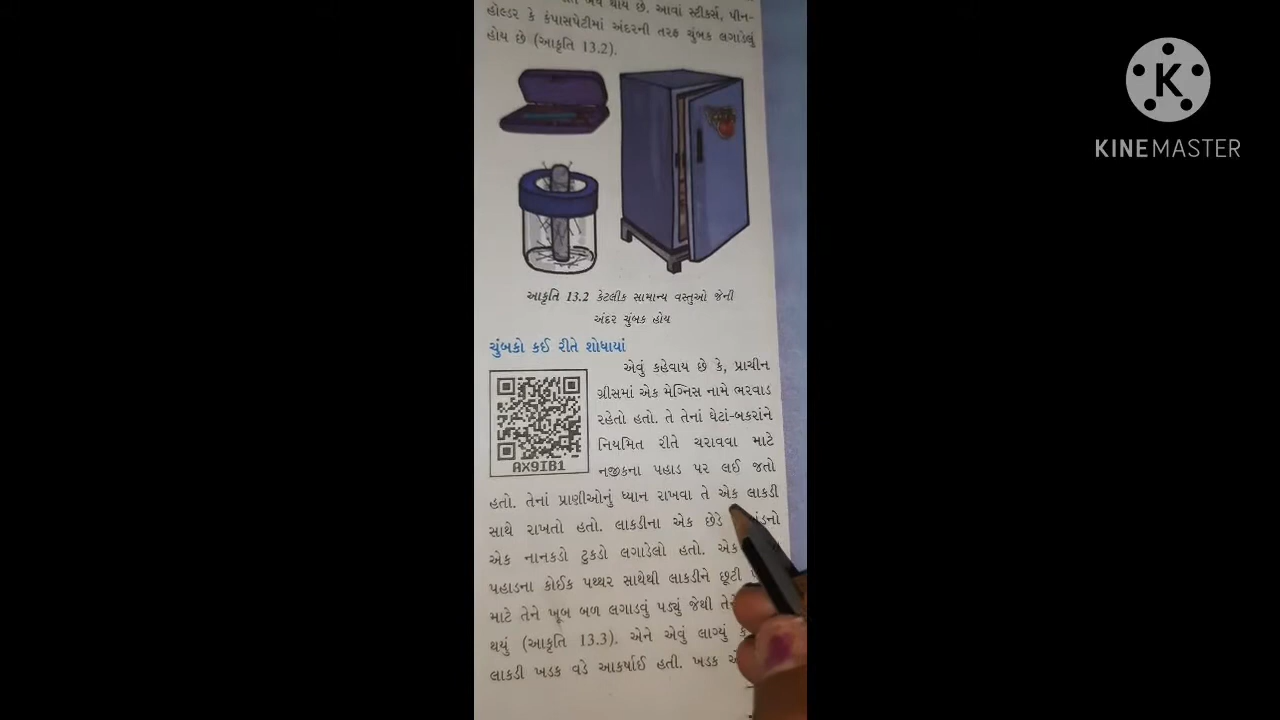 બંધ થાય છે. આવાં સ્ટીકર્સ, પીન-
હોલ્ડર કે કંપાસપેટીમાં અંદરની તરફ ચુંબક લગાડેલું
હોય છે (આકૃતિ 13.2).
આકૃતિ 13.2 કેટલીક સામાન્ય વસ્તુઓ જેની
અંદર ચુંબક હોય
ચુંબકો કઈ રીતે શોધાયાં
એવું કહેવાય છે કે, પ્રાચીન
ગ્રીસમાં એક મેગ્નિસ નામે ભરવાડ
રહેતો હતો. તે તેનાં ઘેટાં-બકરાંને
નિયમિત રીતે ચરાવવા માટે
નજીકના પહાડ પર લઈ જતો
AX9IB1
હતો. તેનાં પ્રાણીઓનું ધ્યાન રાખવા તે એક લાકડી
સાથે રાખતો હતો. લાકડીના એક છેડે
એક નાનકડો ટુકડો લગાડેલો હતો. એક
પહાડના કોઈક પથ્થર સાથેથી લાકડીને છૂટી
માટે તેને ખૂબ બળ લગાડવું પડ્યું જેથી
થયું (આકૃતિ 13.3). એને એવું લાગ્યું
લાકડી ખડક વડે આકર્ષાઈ હતી. ખડક
K
KINEMASTER